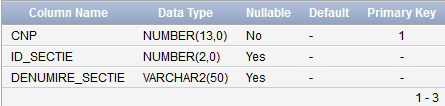 Column Name Data Type Nullable Default Primary Key
CNP NUMBER(13,0) No - 1
ID_SECTIE NUMBER(2,0) Yes - -
DENUMIRE_SECTIE VARCHAR2(50) Yes - -
1 - 3